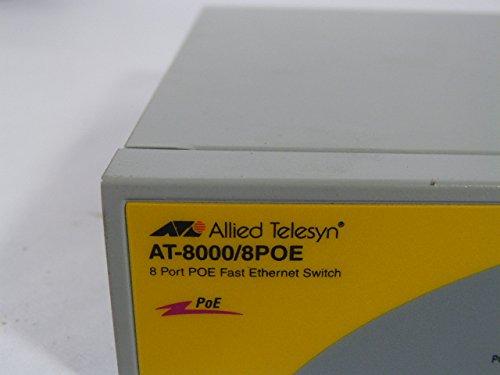 Allied Telesyn®
AT-8000/8POE
8 Port POE Fast Ethernet Switch
PoE